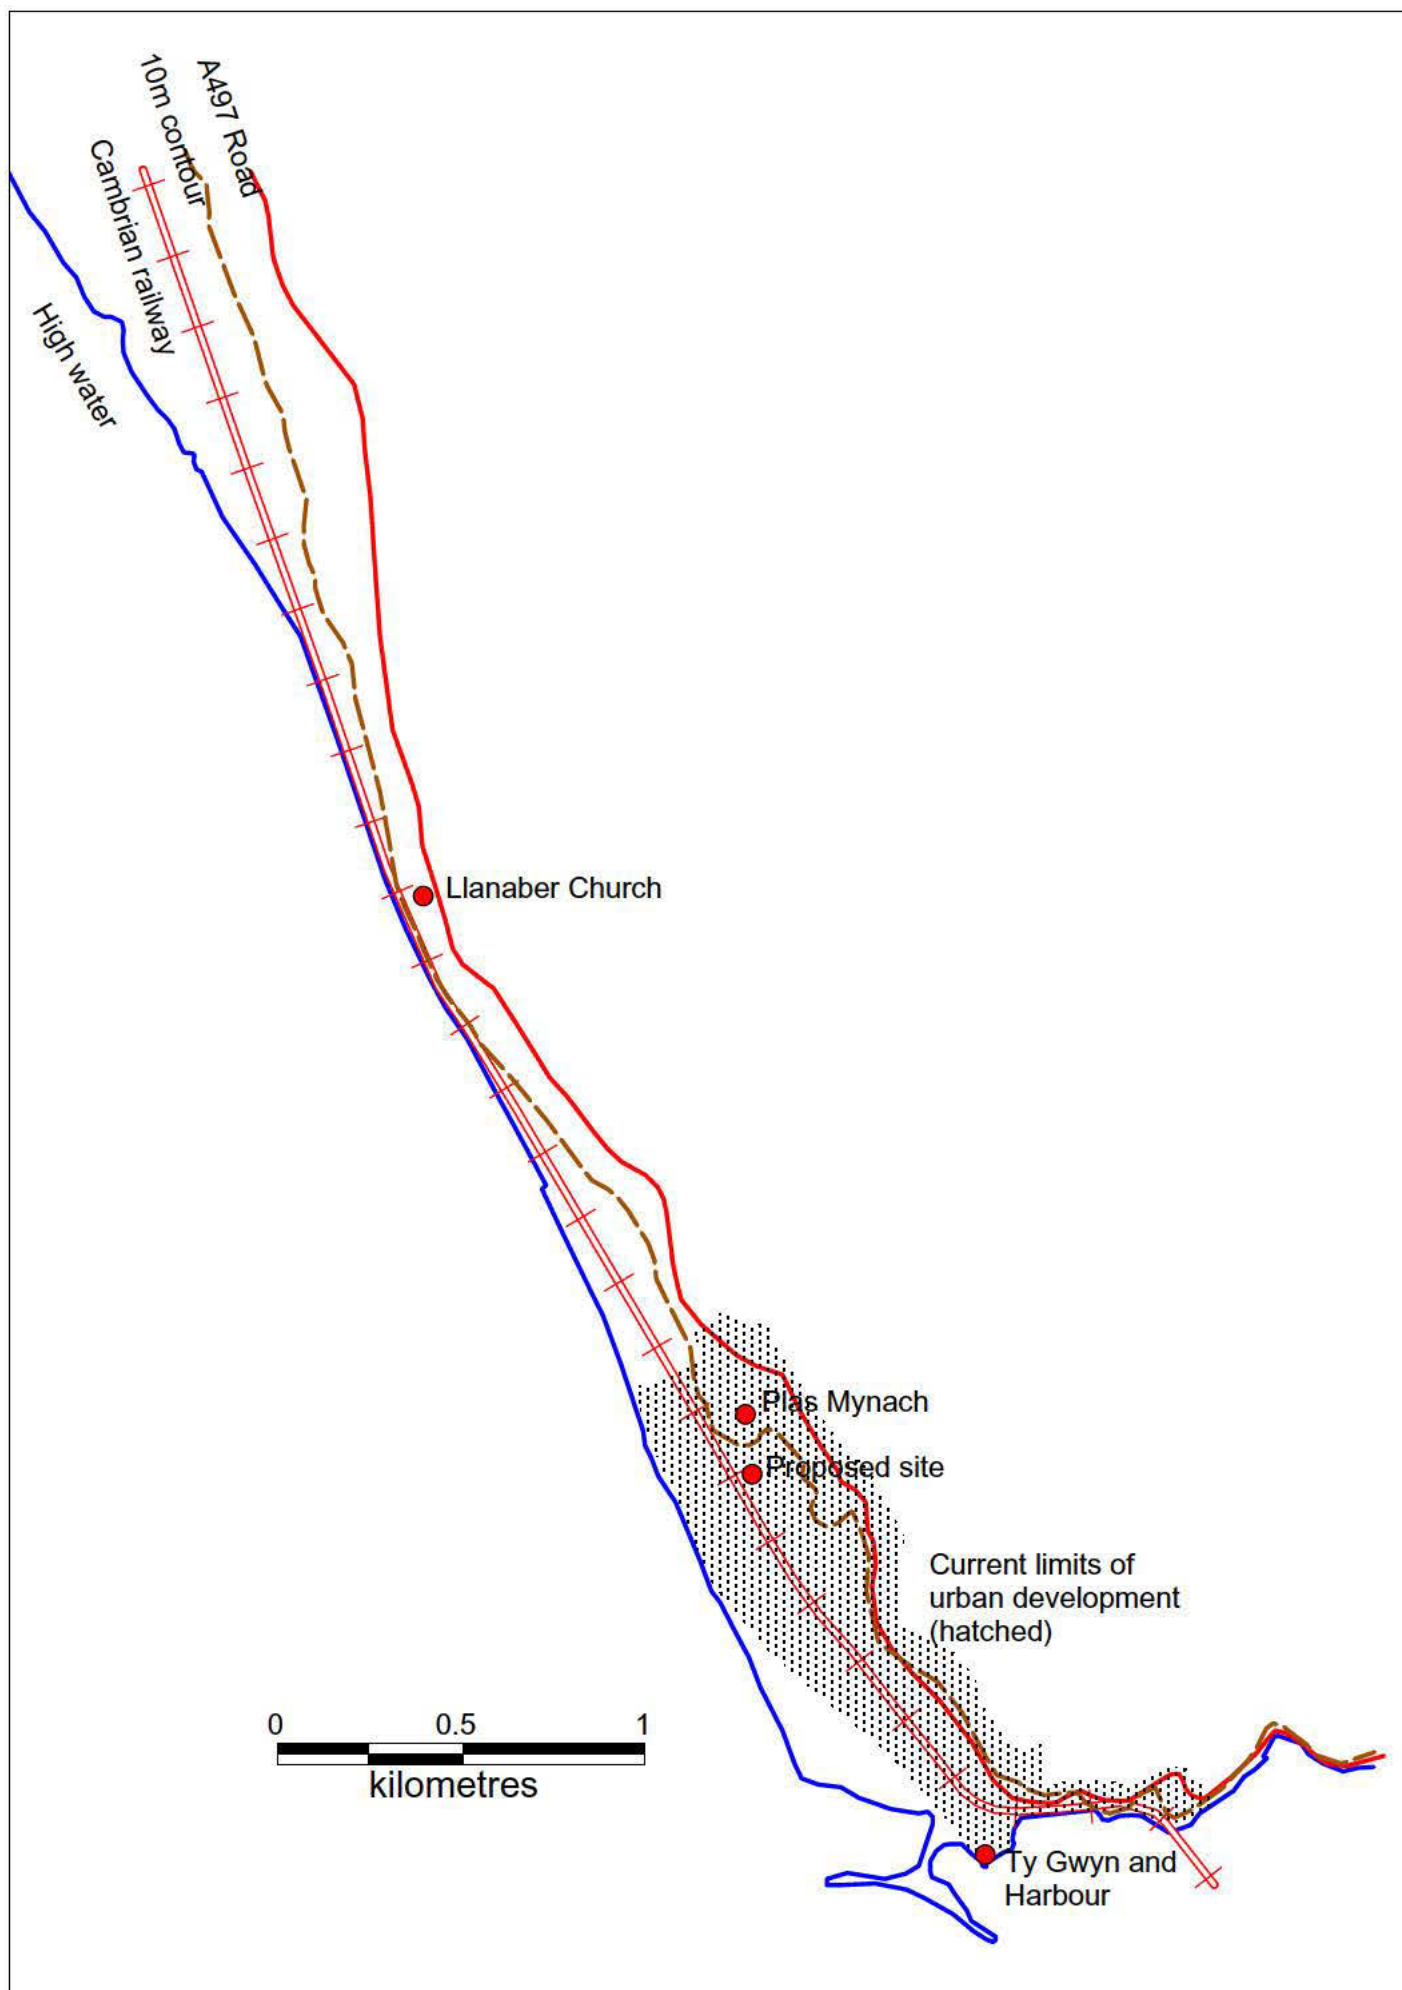 A497 Road
10m contour
Cambrian railway
High water
Llanaber Church
Plas Mynach
Proposed site
Current limits of
urban development
(hatched)
0 0.5 1
kilometres
Ty Gwyn and
Harbour